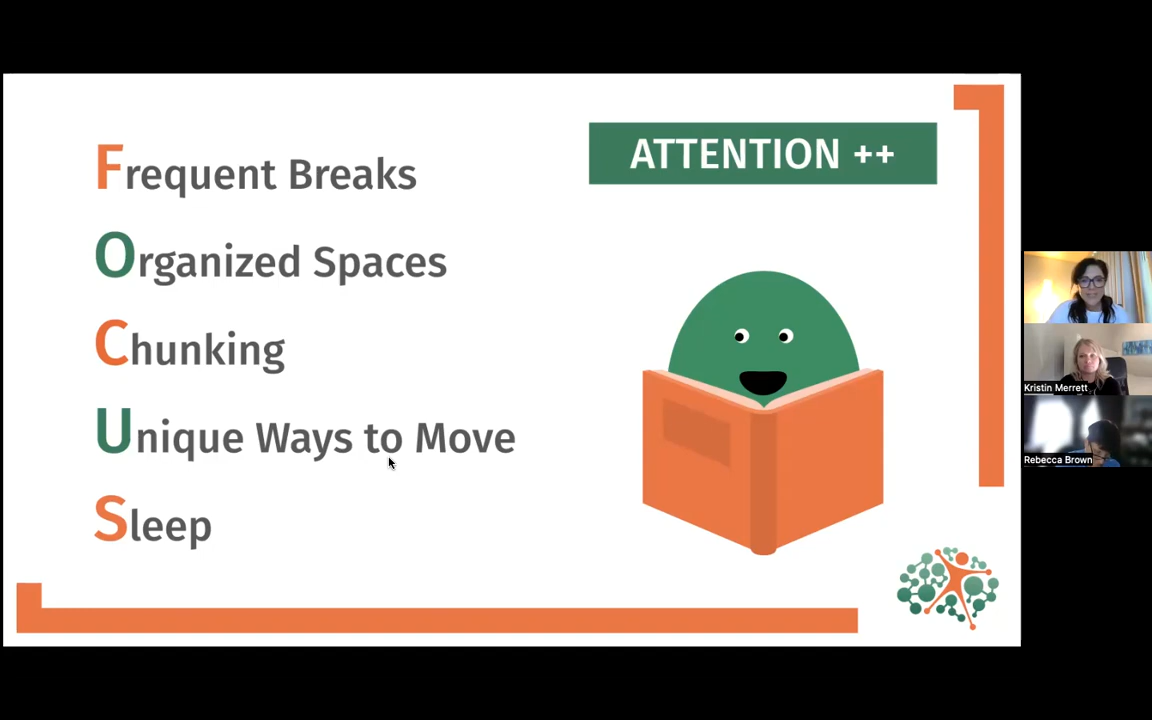 Frequent Breaks
Organized Spaces
Chunking
Unique Ways to Move
Sleep
ATTENTION ++
Kristin Merrett
Rebecca Brown